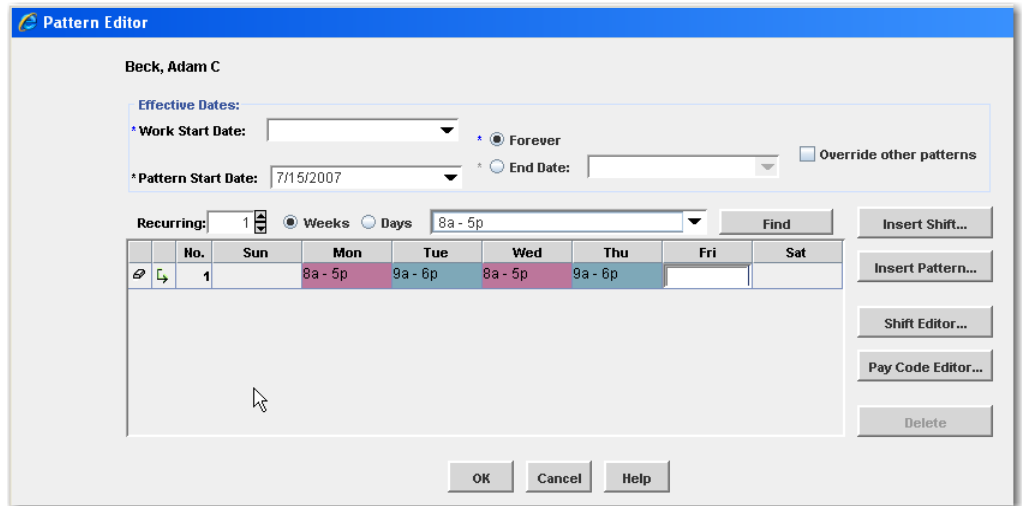 Pattern Editor
Beck, Adam C
Effective Dates:
* Work Start Date:
* Forever
* End Date:
Override other patterns
* Pattern Start Date: 7/15/2007
Recurring: 1 Weeks Days 8a - 5p Find Insert Shift...
No. Sun Mon Tue Wed Thu Fri Sat
1 8a - 5p 9a - 6p 8a - 5p 9a - 6p
Insert Pattern...
Shift Editor...
Pay Code Editor...
Delete
OK Cancel Help